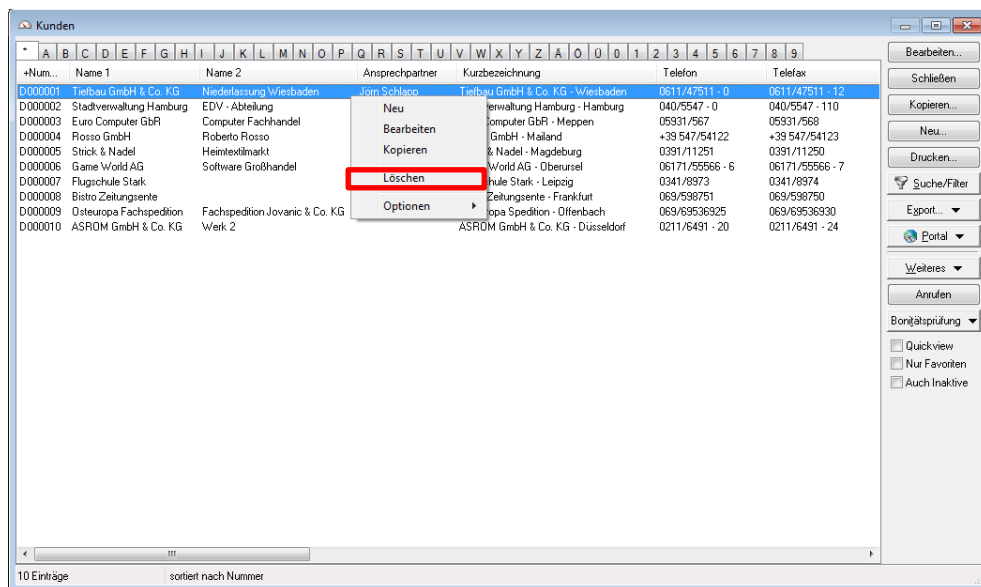 Kunden
* A B C D E F G H I J K L M N O P Q R S T U V W X Y Z Ä Ö Ü 0 1 2 3 4 5 6 7 8 9
+Num... Name 1 Name 2 Ansprechpartner Kurzbezeichnung Telefon Telefax
D000001 Tiefbau GmbH & Co. KG Niederlassung Wiesbaden Jörn Schlapp Tiefbau GmbH & Co. KG - Wiesbaden 0611/47511 - 0 0611/47511 - 12
D000002 Stadtverwaltung Hamburg EDV - Abteilung erwaltung Hamburg - Hamburg 040/5547 - 0 040/5547 - 110
D000003 Euro Computer GbR Computer Fachhandel Computer GbR - Meppen 05931/567 05931/568
D000004 Rosso GmbH Roberto Rosso GmbH - Mailand +39 547/54122 +39 547/54123
D000005 Strick & Nadel Heimtextilmarkt & Nadel - Magdeburg 0391/11251 0391/11250
D000006 Game World AG Software Großhandel World AG - Oberursel 06171/55566 - 6 06171/55566 - 7
D000007 Flugschule Stark hule Stark - Leipzig 0341/8973 0341/8974
D000008 Bistro Zeitungsente Zeitungsente - Frankfurt 069/598751 069/598750
D000009 Osteuropa Fachspedition Fachspedition Jovanic & Co. KG opa Spedition - Offenbach 069/69536925 069/69536930
D000010 ASROM GmbH & Co. KG Werk 2 ASROM GmbH & Co. KG - Düsseldorf 0211/6491 - 20 0211/6491 - 24
Neu
Bearbeiten
Kopieren
Löschen
Optionen
Bearbeiten...
Schließen
Kopieren...
Neu...
Drucken...
Suche/Filter
Export...
Portal
Weiteres
Anrufen
Bonitätsprüfung
Quickview
Nur Favoriten
Auch Inaktive
10 Einträge sortiert nach Nummer